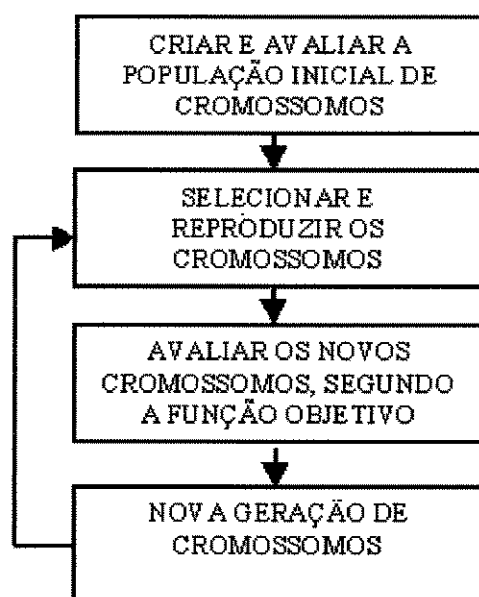 CRIAR E AVALIAR A
POPULAÇÃO INICIAL DE
CROMOSSOMOS
SELECIONAR E
REPRODUZIR OS
CROMOSSOMOS
AVALIAR OS NOVOS
CROMOSSOMOS, SEGUNDO
A FUNÇÃO OBJETIVO
NOVA GERAÇÃO DE
CROMOSSOMOS